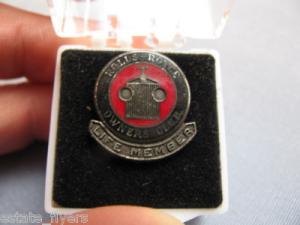 ROLLS-ROYCE
OWNERS CLUB
LIFE MEMBER
estate_flyers